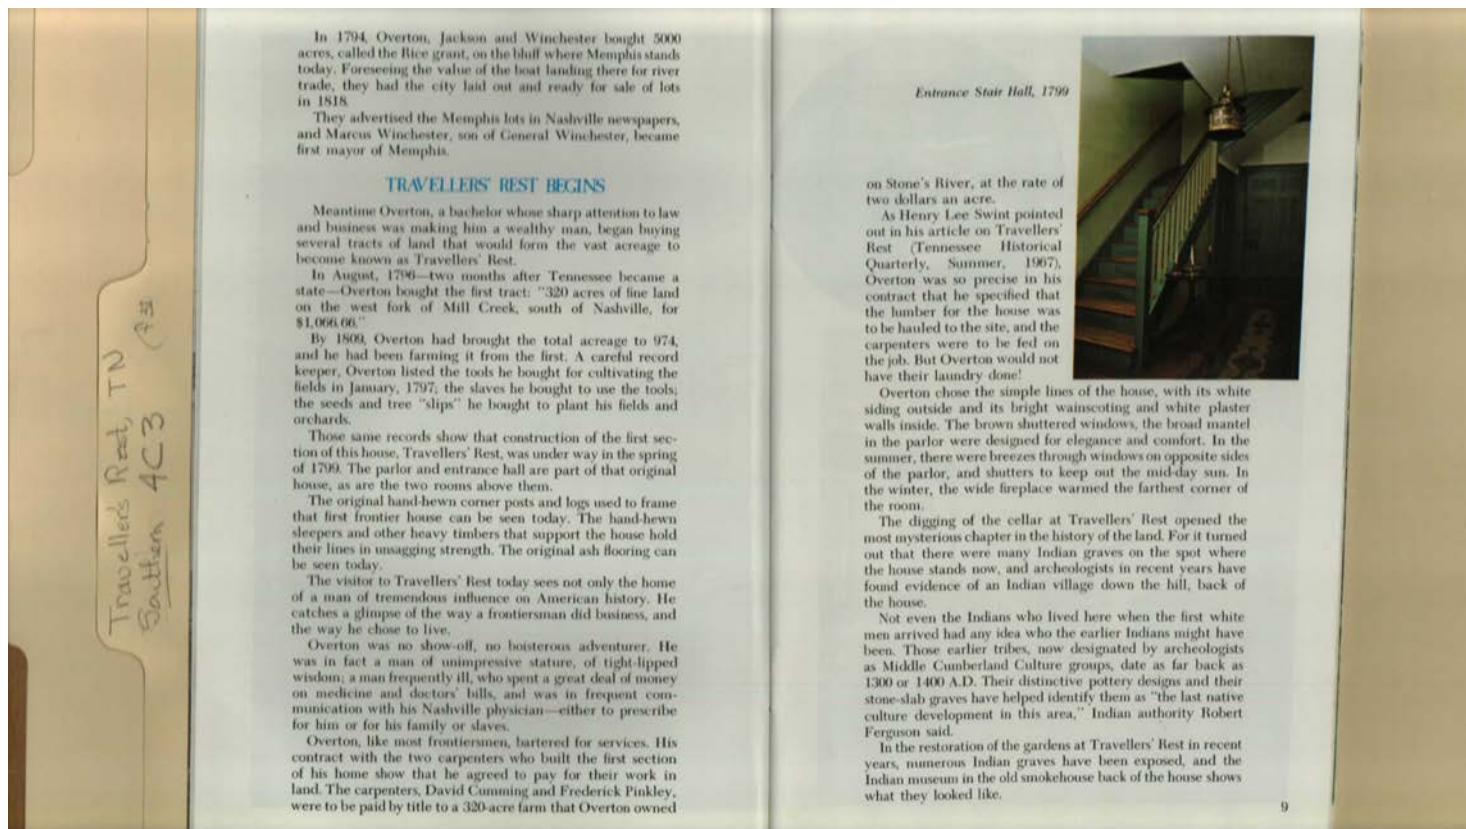 In 1794, Overton, Jackson and Winchester bought 5000
acres, called the Rice grant, on the bluff where Memphis stands
today. Foreseeing the value of the boat landing there for river
trade, they had the city laid out and ready for sale of lots
in 1818.
They advertised the Memphis lots in Nashville newspapers,
and Marcus Winchester, son of General Winchester, became
first mayor of Memphis.
TRAVELLERS' REST BEGINS
Meantime Overton, a bachelor whose sharp attention to law
and business was making him a wealthy man, began buying
several tracts of land that would form the vast acreage to
become known as Travellers' Rest.
In August, 1796—two months after Tennessee became a
state—Overton bought the first tract: "320 acres of fine land
on the west fork of Mill Creek, south of Nashville, for
$1,066.66."
By 1809, Overton had brought the total acreage to 974,
and he had been farming it from the first. A careful record
keeper, Overton listed the tools he bought for cultivating the
fields in January, 1797; the slaves he bought to use the tools;
the seeds and tree "slips" he bought to plant his fields and
orchards.
Those same records show that construction of the first sec-
tion of this house, Travellers' Rest, was under way in the spring
of 1799. The parlor and entrance hall are part of that original
house, as are the two rooms above them.
The original hand-hewn corner posts and logs used to frame
that first frontier house can be seen today. The hand-hewn
sleepers and other heavy timbers that support the house hold
their lines in unsagging strength. The original ash flooring can
be seen today.
The visitor to Travellers' Rest today sees not only the home
of a man of tremendous influence on American history. He
catches a glimpse of the way a frontiersman did business, and
the way he chose to live.
Overton was no show-off, no boisterous adventurer. He
was in fact a man of unimpressive stature, of tight-lipped
wisdom; a man frequently ill, who spent a great deal of money
on medicine and doctors' bills, and was in frequent com-
munication with his Nashville physician—either to prescribe
for him or for his family or slaves.
Overton, like most frontiersmen, bartered for services. His
contract with the two carpenters who built the first section
of his home show that he agreed to pay for their work in
land. The carpenters, David Cumming and Frederick Pinkley,
were to be paid by title to a 320-acre farm that Overton owned
Entrance Stair Hall, 1799
on Stone's River, at the rate of
two dollars an acre.
As Henry Lee Swint pointed
out in his article on Travellers'
Rest (Tennessee Historical
Quarterly, Summer, 1967),
Overton was so precise in his
contract that he specified that
the lumber for the house was
to be hauled to the site, and the
carpenters were to be fed on
the job. But Overton would not
have their laundry done!
Overton chose the simple lines of the house, with its white
siding outside and its bright wainscoting and white plaster
walls inside. The brown shuttered windows, the broad mantel
in the parlor were designed for elegance and comfort. In the
summer, there were breezes through windows on opposite sides
of the parlor, and shutters to keep out the mid-day sun. In
the winter, the wide fireplace warmed the farthest corner of
the room.
The digging of the cellar at Travellers' Rest opened the
most mysterious chapter in the history of the land. For it turned
out that there were many Indian graves on the spot where
the house stands now, and archeologists in recent years have
found evidence of an Indian village down the hill, back of
the house.
Not even the Indians who lived here when the first white
men arrived had any idea who the earlier Indians might have
been. Those earlier tribes, now designated by archeologists
as Middle Cumberland Culture groups, date as far back as
1300 or 1400 A.D. Their distinctive pottery designs and their
stone-slab graves have helped identify them as "the last native
culture development in this area," Indian authority Robert
Ferguson said.
In the restoration of the gardens at Travellers' Rest in recent
years, numerous Indian graves have been exposed, and the
Indian museum in the old smokehouse back of the house shows
what they looked like.
9
Travellers Rest, TN
Southern 4C3